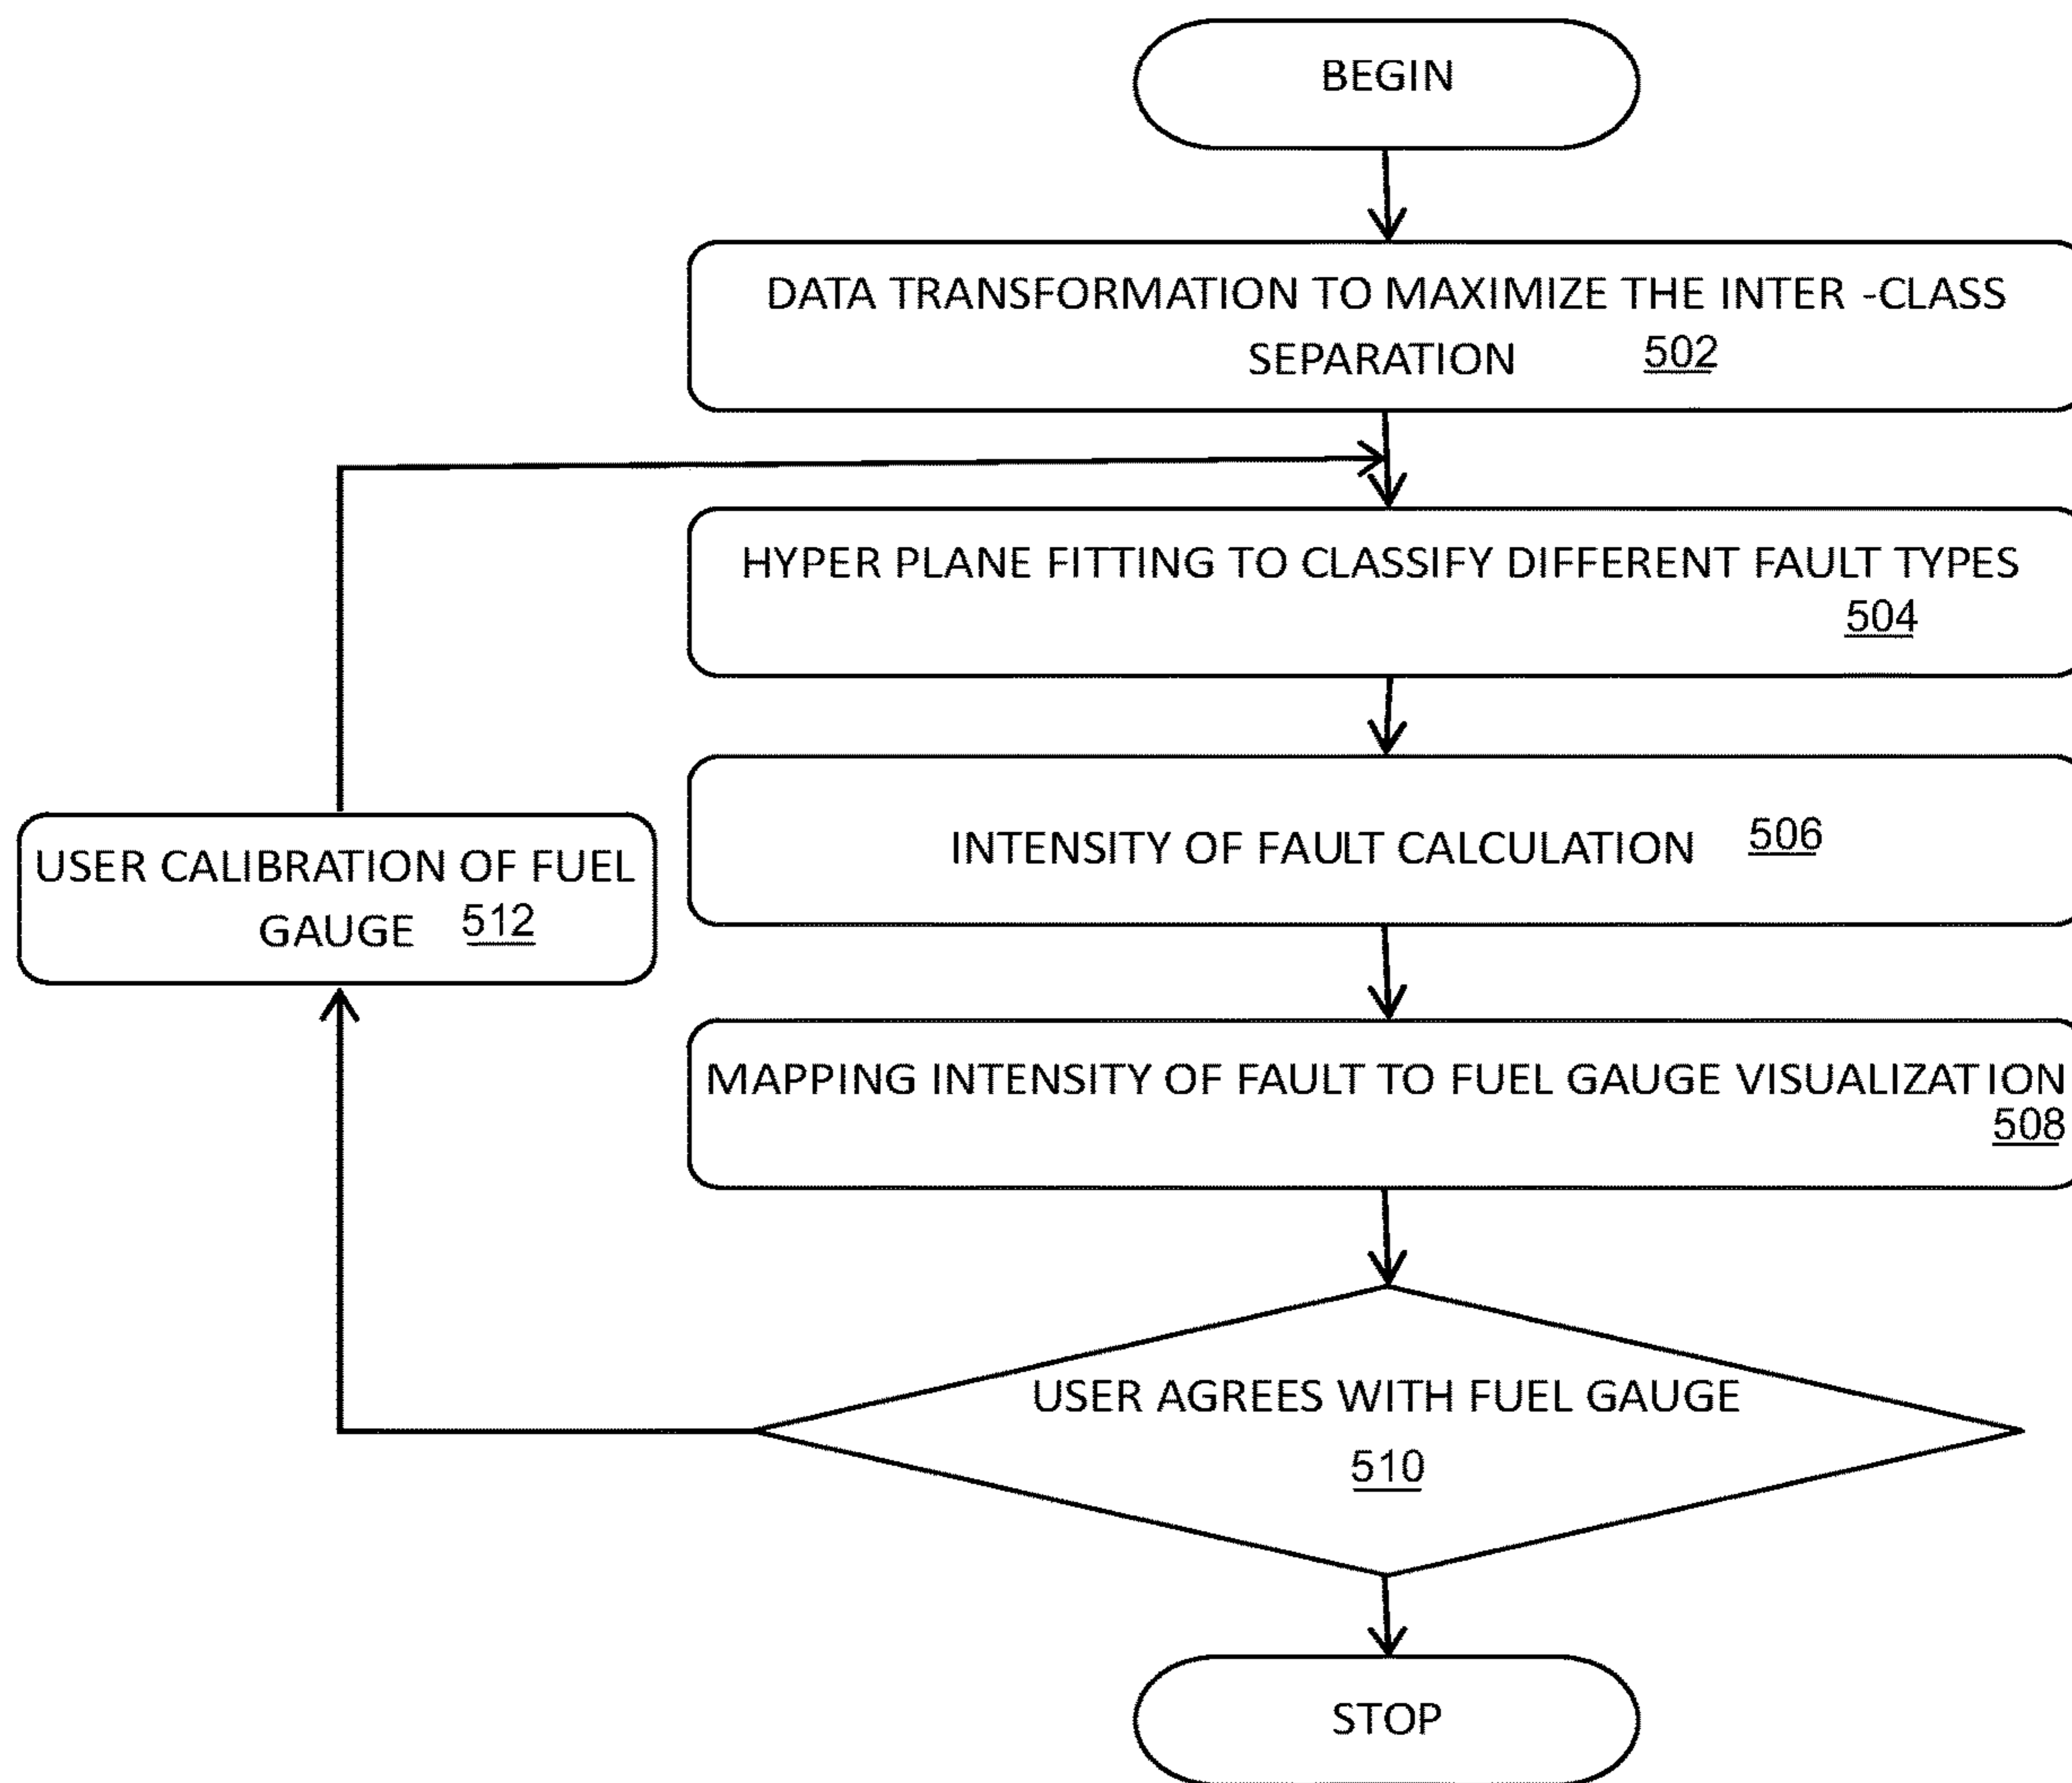 BEGIN
DATA TRANSFORMATION TO MAXIMIZE THE INTER -CLASS
SEPARATION 502
HYPER PLANE FITTING TO CLASSIFY DIFFERENT FAULT TYPES
504
INTENSITY OF FAULT CALCULATION 506
USER CALIBRATION OF FUEL
GAUGE 512
MAPPING INTENSITY OF FAULT TO FUEL GAUGE VISUALIZATION
508
USER AGREES WITH FUEL GAUGE
510
STOP